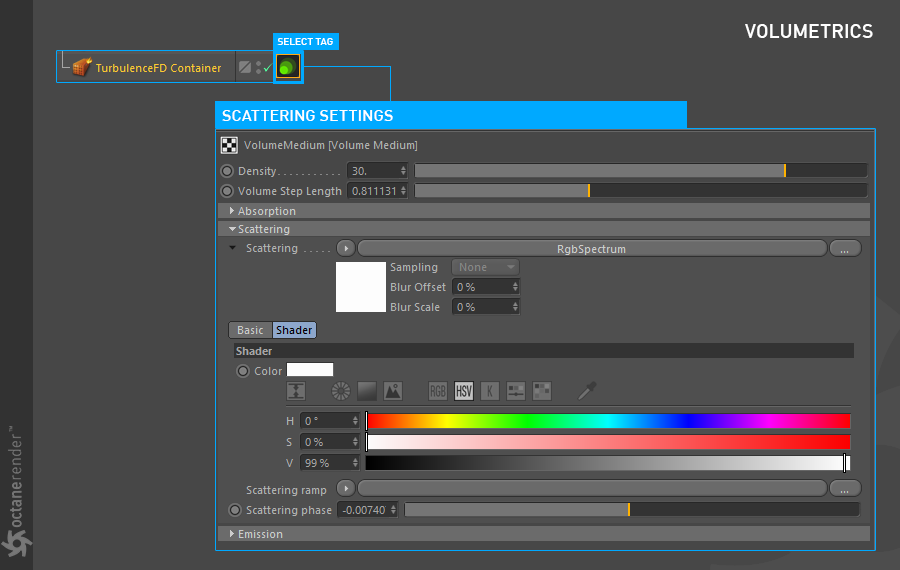 VOLUMETRICS
SELECT TAG
TurbulenceFD Container
SCATTERING SETTINGS
VolumeMedium [Volume Medium]
Density. . . . . . . . . . . 30.
Volume Step Length 0.811131
Absorption
Scattering
Scattering . . . . . RgbSpectrum ...
Sampling None
Blur Offset 0 %
Blur Scale 0 %
Basic Shader
Shader
Color
RGB HSV K
H 0 °
S 0 %
V 99 %
Scattering ramp ...
Scattering phase -0.00740
Emission
octanerender™